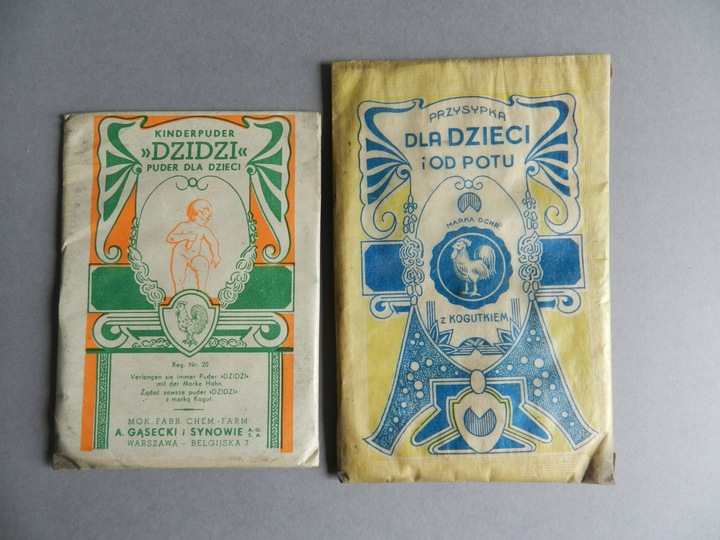 KINDERPUDER
»DZIDZI«
PUDER DLA DZIECI
Reg. Nr. 20
Verlangen sie immer Puder »DZIDZI«
mit der Marke Hahn.
Żądać zawsze puder »DZIDZI«
z marką Kogut.
MOK. FABR. CHEM.-FARM
A. GĄSECKI i SYNOWIE A.G. S.A.
WARSZAWA – BELGIJSKA 7
PRZYSYPKA
DLA DZIECI
i OD POTU
MARKA OCHR.
z KOGUTKIEM